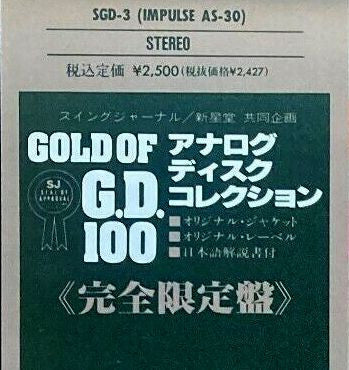 SGD-3 (IMPULSE AS-30)
STEREO
税込定価 ¥2,500(税抜価格¥2,427)
スイングジャーナル／新星堂 共同企画
GOLD OF
G.D.
100
アナログ
ディスク
コレクション
SJ
SEAL OF
APPROVAL
■オリジナル・ジャケット
■オリジナル・レーベル
■日本語解説書付
《完全限定盤》